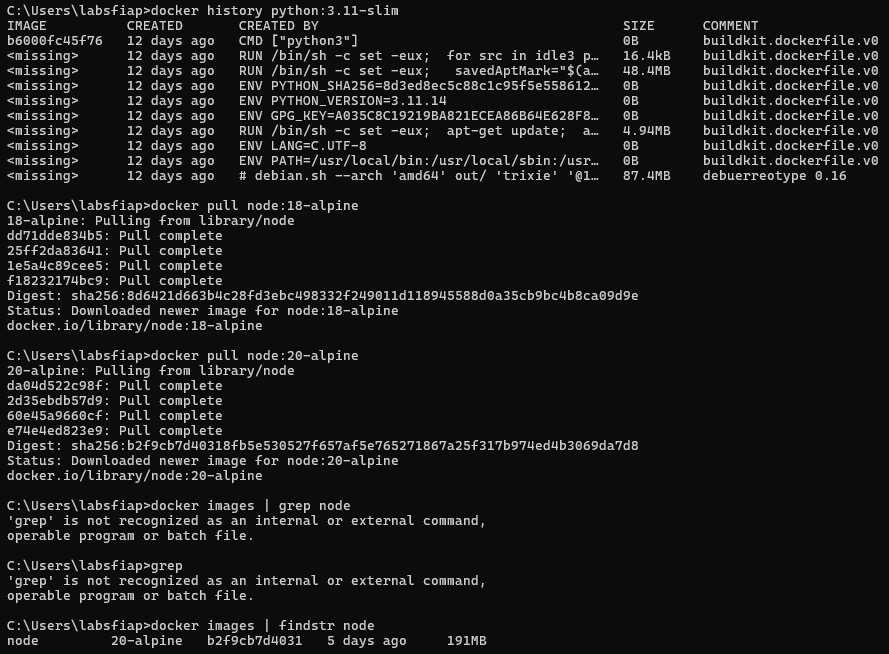 C:\Users\labsfiap>docker history python:3.11-slim
IMAGE          CREATED       CREATED BY                                      SIZE      COMMENT
b6000fc45f76   12 days ago   CMD ["python3"]                                 0B        buildkit.dockerfile.v0
<missing>      12 days ago   RUN /bin/sh -c set -eux;  for src in idle3 p…   16.4kB    buildkit.dockerfile.v0
<missing>      12 days ago   RUN /bin/sh -c set -eux;   savedAptMark="$(a…   48.4MB    buildkit.dockerfile.v0
<missing>      12 days ago   ENV PYTHON_SHA256=8d3ed8ec5c88c1c95f5e558612…   0B        buildkit.dockerfile.v0
<missing>      12 days ago   ENV PYTHON_VERSION=3.11.14                      0B        buildkit.dockerfile.v0
<missing>      12 days ago   ENV GPG_KEY=A035C8C19219BA821ECEA86B64E628F8…   0B        buildkit.dockerfile.v0
<missing>      12 days ago   RUN /bin/sh -c set -eux;  apt-get update;  a…   4.94MB    buildkit.dockerfile.v0
<missing>      12 days ago   ENV LANG=C.UTF-8                                0B        buildkit.dockerfile.v0
<missing>      12 days ago   ENV PATH=/usr/local/bin:/usr/local/sbin:/usr…   0B        buildkit.dockerfile.v0
<missing>      12 days ago   # debian.sh --arch 'amd64' out/ 'trixie' '@1…   87.4MB    debuerreotype 0.16
C:\Users\labsfiap>docker pull node:18-alpine
18-alpine: Pulling from library/node
dd71dde834b5: Pull complete
25ff2da83641: Pull complete
1e5a4c89cee5: Pull complete
f18232174bc9: Pull complete
Digest: sha256:8d6421d663b4c28fd3ebc498332f249011d118945588d0a35cb9bc4b8ca09d9e
Status: Downloaded newer image for node:18-alpine
docker.io/library/node:18-alpine
C:\Users\labsfiap>docker pull node:20-alpine
20-alpine: Pulling from library/node
da04d522c98f: Pull complete
2d35ebdb57d9: Pull complete
60e45a9660cf: Pull complete
e74e4ed823e9: Pull complete
Digest: sha256:b2f9cb7d40318fb5e530527f657af5e765271867a25f317b974ed4b3069da7d8
Status: Downloaded newer image for node:20-alpine
docker.io/library/node:20-alpine
C:\Users\labsfiap>docker images | grep node
'grep' is not recognized as an internal or external command,
operable program or batch file.
C:\Users\labsfiap>grep
'grep' is not recognized as an internal or external command,
operable program or batch file.
C:\Users\labsfiap>docker images | findstr node
node         20-alpine   b2f9cb7d4031   5 days ago     191MB